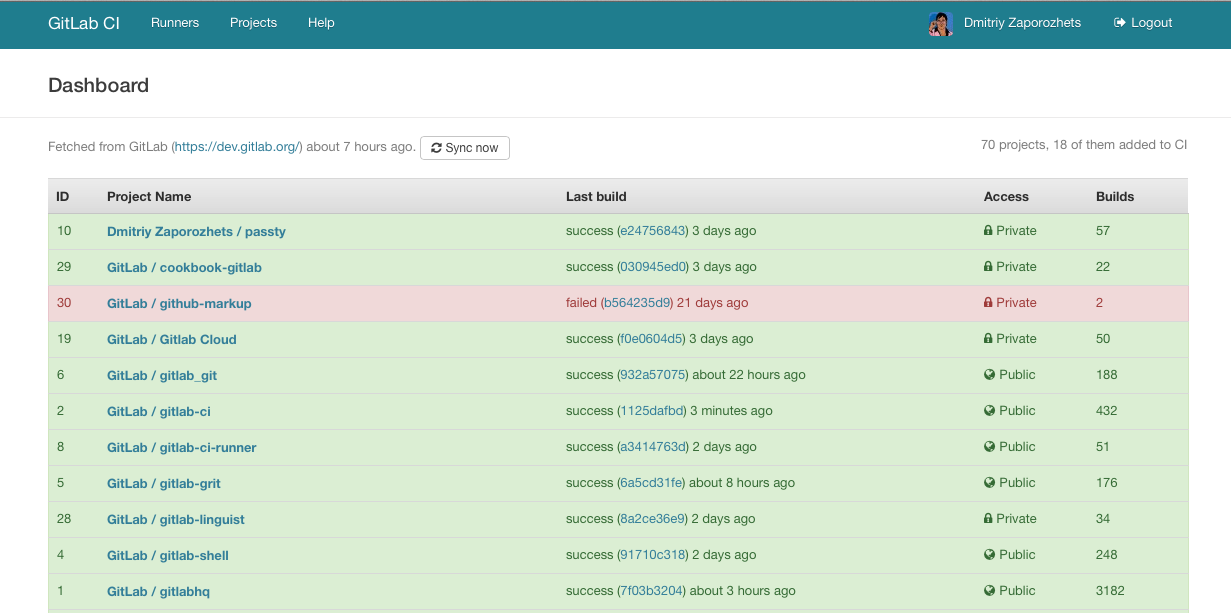 GitLab CI Runners Projects Help Dmitriy Zaporozhets Logout
Dashboard
Fetched from GitLab (https://dev.gitlab.org/) about 7 hours ago. Sync now 70 projects, 18 of them added to CI
ID Project Name Last build Access Builds
10 Dmitriy Zaporozhets / passty success (e24756843) 3 days ago Private 57
29 GitLab / cookbook-gitlab success (030945ed0) 3 days ago Private 22
30 GitLab / github-markup failed (b564235d9) 21 days ago Private 2
19 GitLab / Gitlab Cloud success (f0e0604d5) 3 days ago Private 50
6 GitLab / gitlab_git success (932a57075) about 22 hours ago Public 188
2 GitLab / gitlab-ci success (1125dafbd) 3 minutes ago Public 432
8 GitLab / gitlab-ci-runner success (a3414763d) 2 days ago Public 51
5 GitLab / gitlab-grit success (6a5cd31fe) about 8 hours ago Public 176
28 GitLab / gitlab-linguist success (8a2ce36e9) 2 days ago Private 34
4 GitLab / gitlab-shell success (91710c318) 2 days ago Public 248
1 GitLab / gitlabhq success (7f03b3204) about 3 hours ago Public 3182